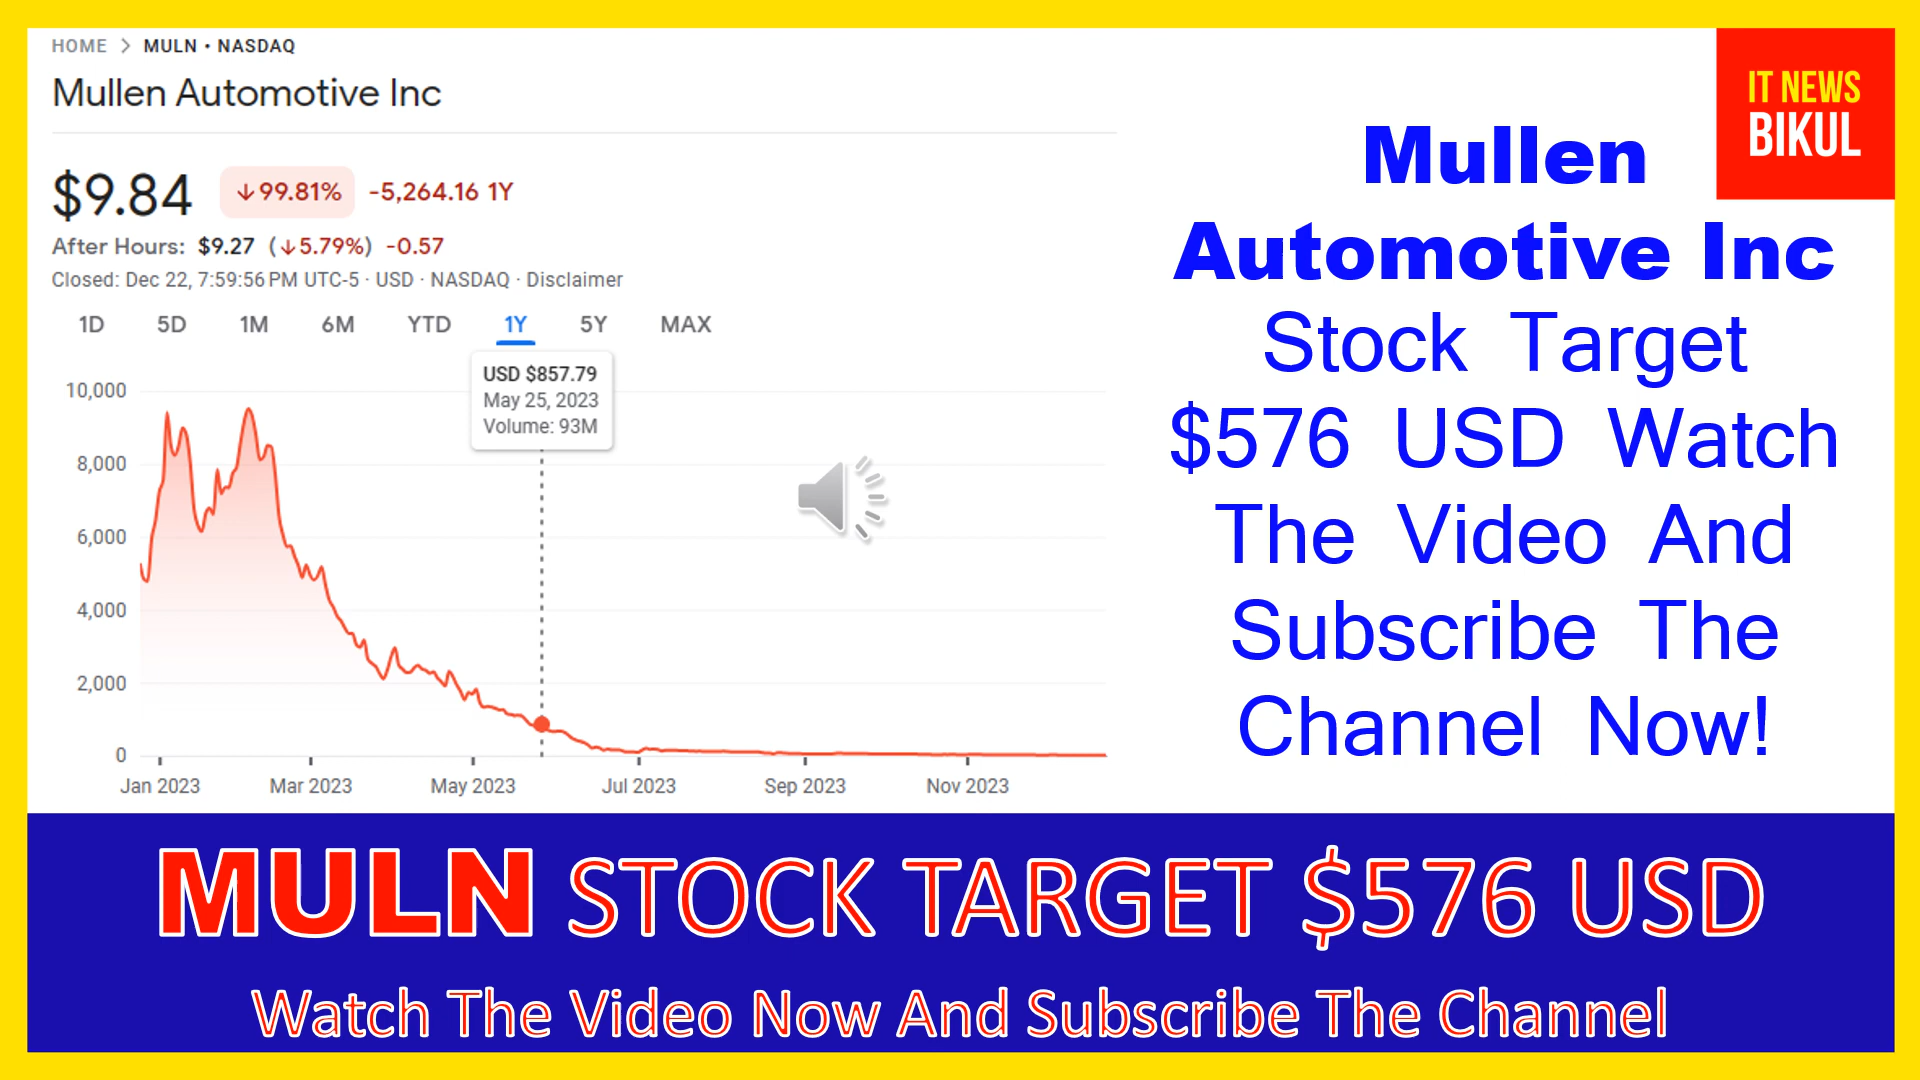 HOME > MULN • NASDAQ
Mullen Automotive Inc
$9.84 ↓99.81% -5,264.16 1Y
After Hours: $9.27 (↓5.79%) -0.57
Closed: Dec 22, 7:59:56 PM UTC-5 · USD · NASDAQ · Disclaimer
1D 5D 1M 6M YTD 1Y 5Y MAX
USD $857.79
May 25, 2023
Volume: 93M
10,000
8,000
6,000
4,000
2,000
0
Jan 2023 Mar 2023 May 2023 Jul 2023 Sep 2023 Nov 2023
IT NEWS
BIKUL
Mullen
Automotive Inc
Stock Target
$576 USD Watch
The Video And
Subscribe The
Channel Now!
MULN STOCK TARGET $576 USD
Watch The Video Now And Subscribe The Channel